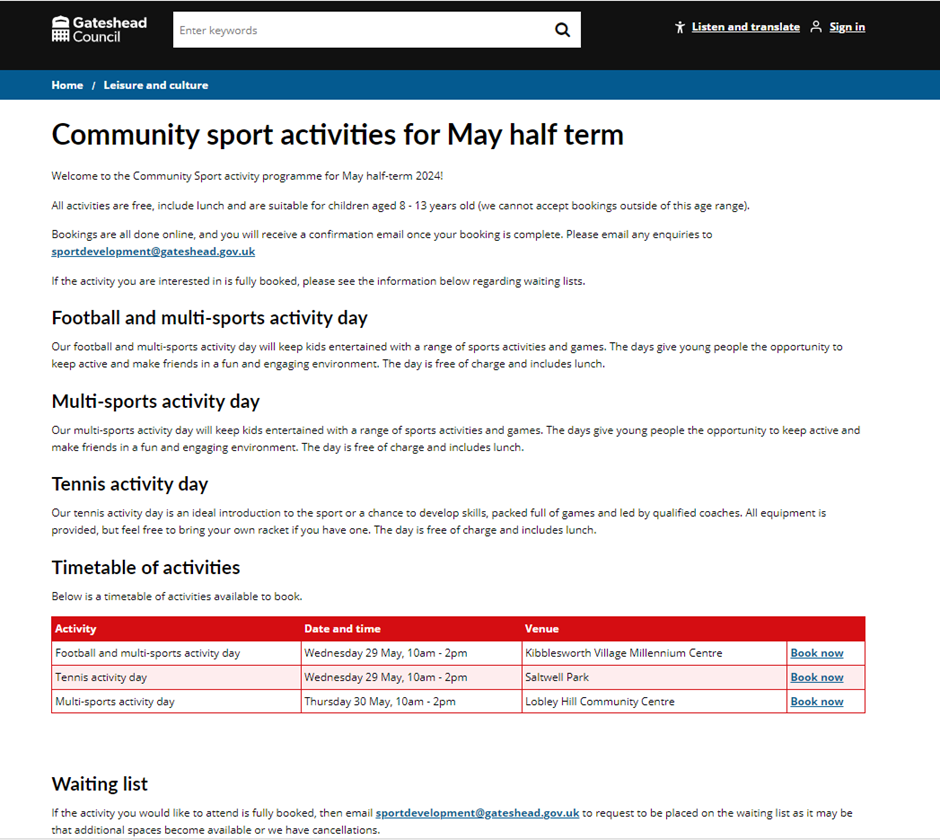 Gateshead
Council
Enter keywords
Listen and translate
Sign in
Home / Leisure and culture
Community sport activities for May half term
Welcome to the Community Sport activity programme for May half-term 2024!
All activities are free, include lunch and are suitable for children aged 8 - 13 years old (we cannot accept bookings outside of this age range).
Bookings are all done online, and you will receive a confirmation email once your booking is complete. Please email any enquiries to
sportdevelopment@gateshead.gov.uk
If the activity you are interested in is fully booked, please see the information below regarding waiting lists.
Football and multi-sports activity day
Our football and multi-sports activity day will keep kids entertained with a range of sports activities and games. The days give young people the opportunity to
keep active and make friends in a fun and engaging environment. The day is free of charge and includes lunch.
Multi-sports activity day
Our multi-sports activity day will keep kids entertained with a range of sports activities and games. The days give young people the opportunity to keep active and
make friends in a fun and engaging environment. The day is free of charge and includes lunch.
Tennis activity day
Our tennis activity day is an ideal introduction to the sport or a chance to develop skills, packed full of games and led by qualified coaches. All equipment is
provided, but feel free to bring your own racket if you have one. The day is free of charge and includes lunch.
Timetable of activities
Below is a timetable of activities available to book.
Activity Date and time Venue
Football and multi-sports activity day Wednesday 29 May, 10am - 2pm Kibblesworth Village Millennium Centre Book now
Tennis activity day Wednesday 29 May, 10am - 2pm Saltwell Park Book now
Multi-sports activity day Thursday 30 May, 10am - 2pm Lobley Hill Community Centre Book now
Waiting list
If the activity you would like to attend is fully booked, then email sportdevelopment@gateshead.gov.uk to request to be placed on the waiting list as it may be
that additional spaces become available or we have cancellations.